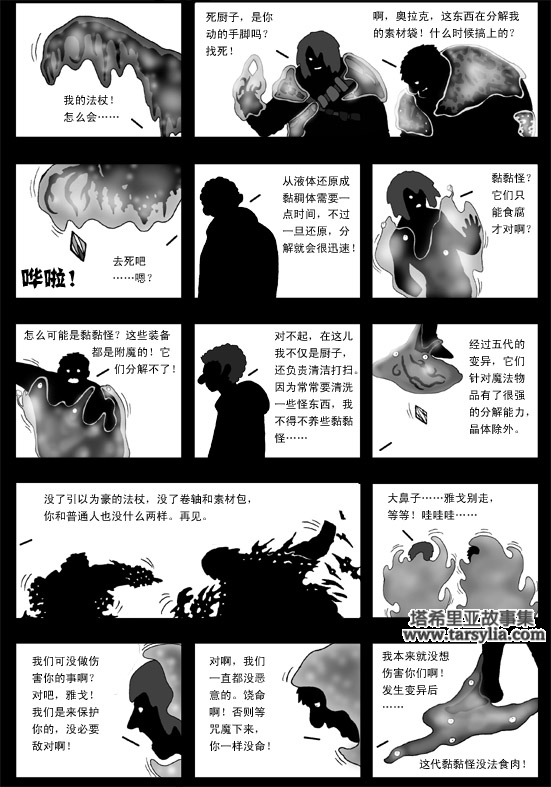 我的法杖！
怎么会……
死厨子，是你
动的手脚吗？
找死！
啊，奥拉克，这东西在分解我
的素材袋！什么时候搞上的？
去死吧
……嗯？
哗啦！
从液体还原成
黏稠体需要一
点时间，不过
一旦还原，分
解就会很迅速！
黏黏怪？
它们只
能食腐
才对啊？
怎么可能是黏黏怪？这些装备
都是附魔的！它
们分解不了！
对不起，在这儿
我不仅是厨子，
还负责清洁打扫。
因为常常要清洗
一些怪东西，我
不得不养些黏黏
怪……
经过五代的
变异，它们
针对魔法物
品有了很强
的分解能力，
晶体除外。
没了引以为豪的法杖，没了卷轴和素材包，
你和普通人也没什么两样。再见。
大鼻子……雅戈别走，
等等！哇哇哇……
塔希里亚故事集
www.tarsylia.com
我们可没做伤
害你的事啊？
对吧，雅戈！
我们是来保护
你的，没必要
敌对啊！
对啊，我们
一直都没恶
意的。饶命
啊！否则等
咒魔下来，
你一样没命！
我本来就没想
伤害你们啊！
发生变异后
……
这代黏黏怪没法食肉！